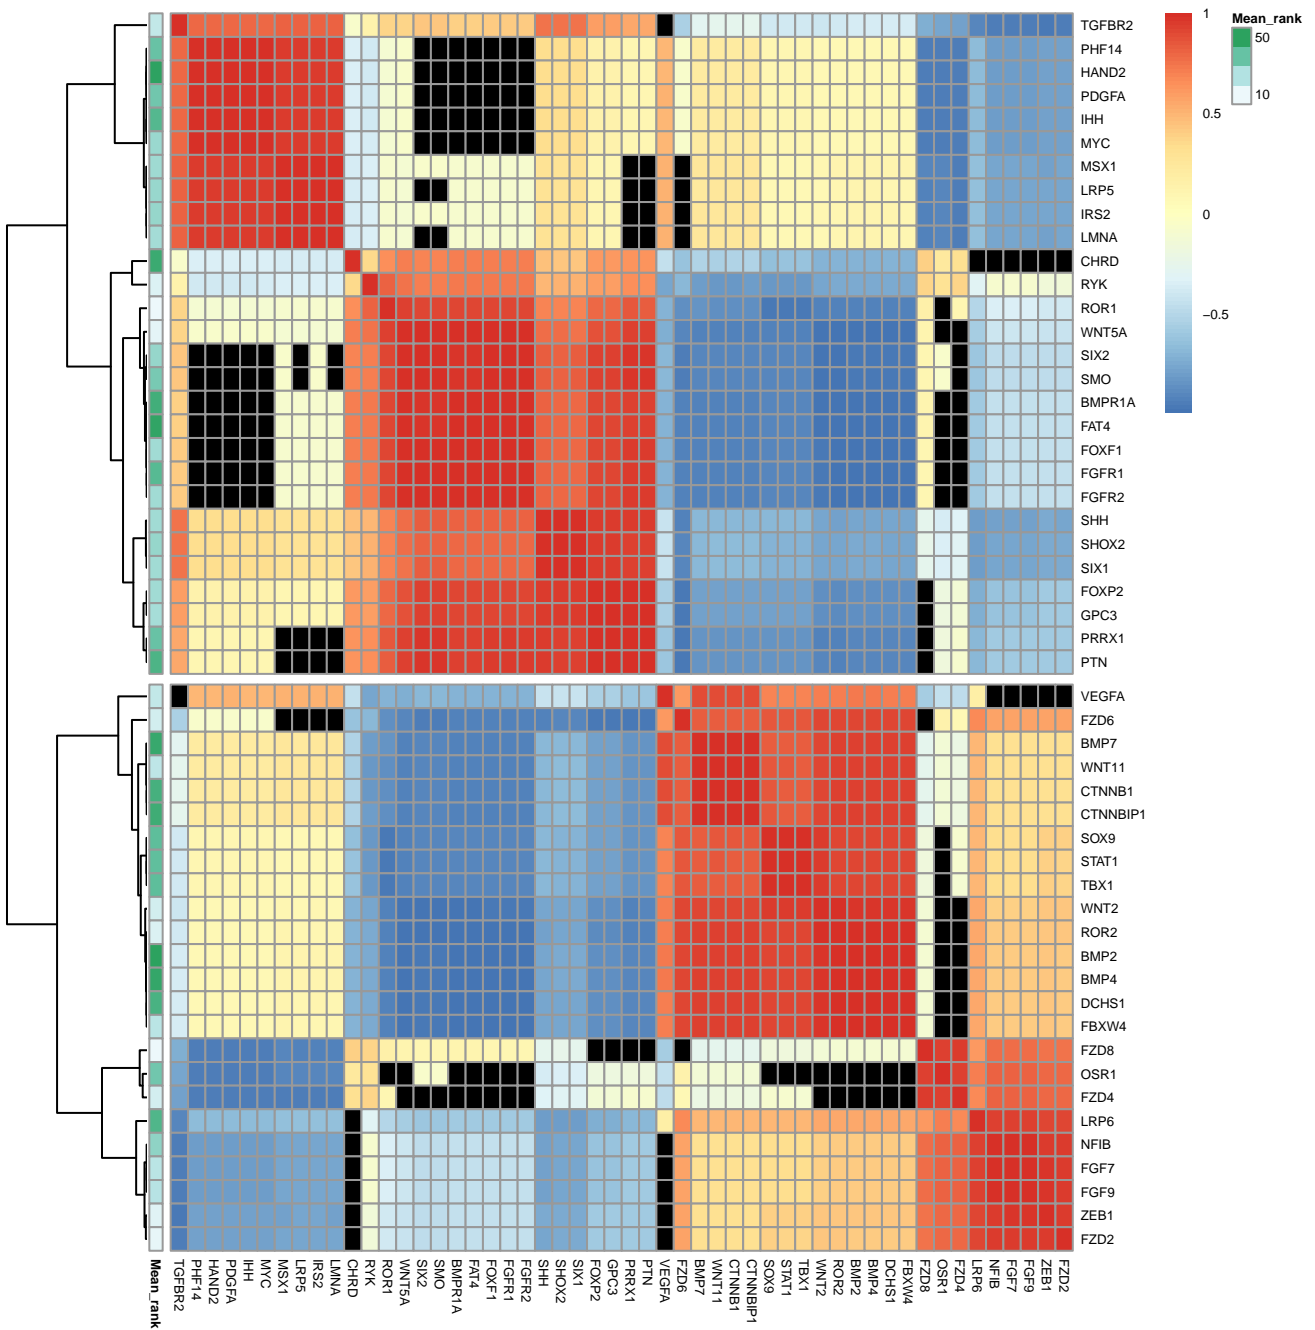 TGFBR2
PHF14
HAND2
PDGFA
IHH
MYC
MSX1
LRP5
IRS2
LMNA
CHRD
RYK
ROR1
WNT5A
SIX2
SMO
BMPR1A
FAT4
FOXF1
FGFR1
FGFR2
SHH
SHOX2
SIX1
FOXP2
GPC3
PRRX1
PTN
VEGFA
FZD6
BMP7
WNT11
CTNNB1
CTNNBIP1
SOX9
STAT1
TBX1
WNT2
ROR2
BMP2
BMP4
DCHS1
FBXW4
FZD8
OSR1
FZD4
LRP6
NFIB
FGF7
FGF9
ZEB1
FZD2
1
0.5
0
−0.5
Mean_rank
50
10
Mean_rank
TGFBR2
PHF14
HAND2
PDGFA
IHH
MYC
MSX1
LRP5
IRS2
LMNA
CHRD
RYK
ROR1
WNT5A
SIX2
SMO
BMPR1A
FAT4
FOXF1
FGFR1
FGFR2
SHH
SHOX2
SIX1
FOXP2
GPC3
PRRX1
PTN
VEGFA
FZD6
BMP7
WNT11
CTNNB1
CTNNBIP1
SOX9
STAT1
TBX1
WNT2
ROR2
BMP2
BMP4
DCHS1
FBXW4
FZD8
OSR1
FZD4
LRP6
NFIB
FGF7
FGF9
ZEB1
FZD2